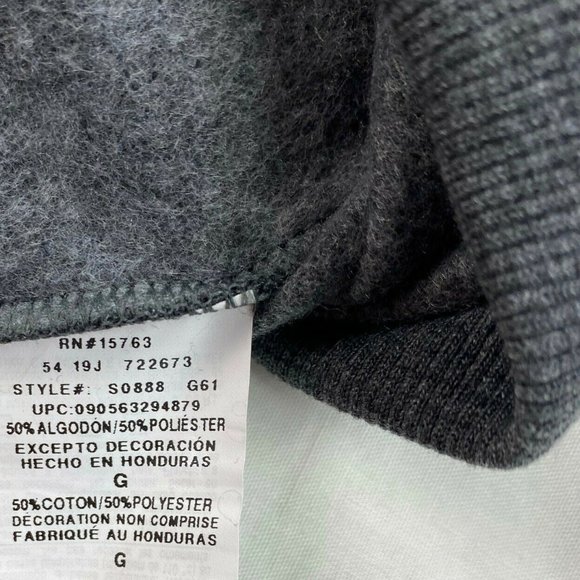 RN#15763
54 19J 722673
STYLE#: S0888 G61
UPC:090563294879
50%ALGODÓN/50%POLIÉSTER
EXCEPTO DECORACIÓN
HECHO EN HONDURAS
G
50%COTON/50%POLYESTER
DÉCORATION NON COMPRISE
FABRIQUÉ AU HONDURAS
G